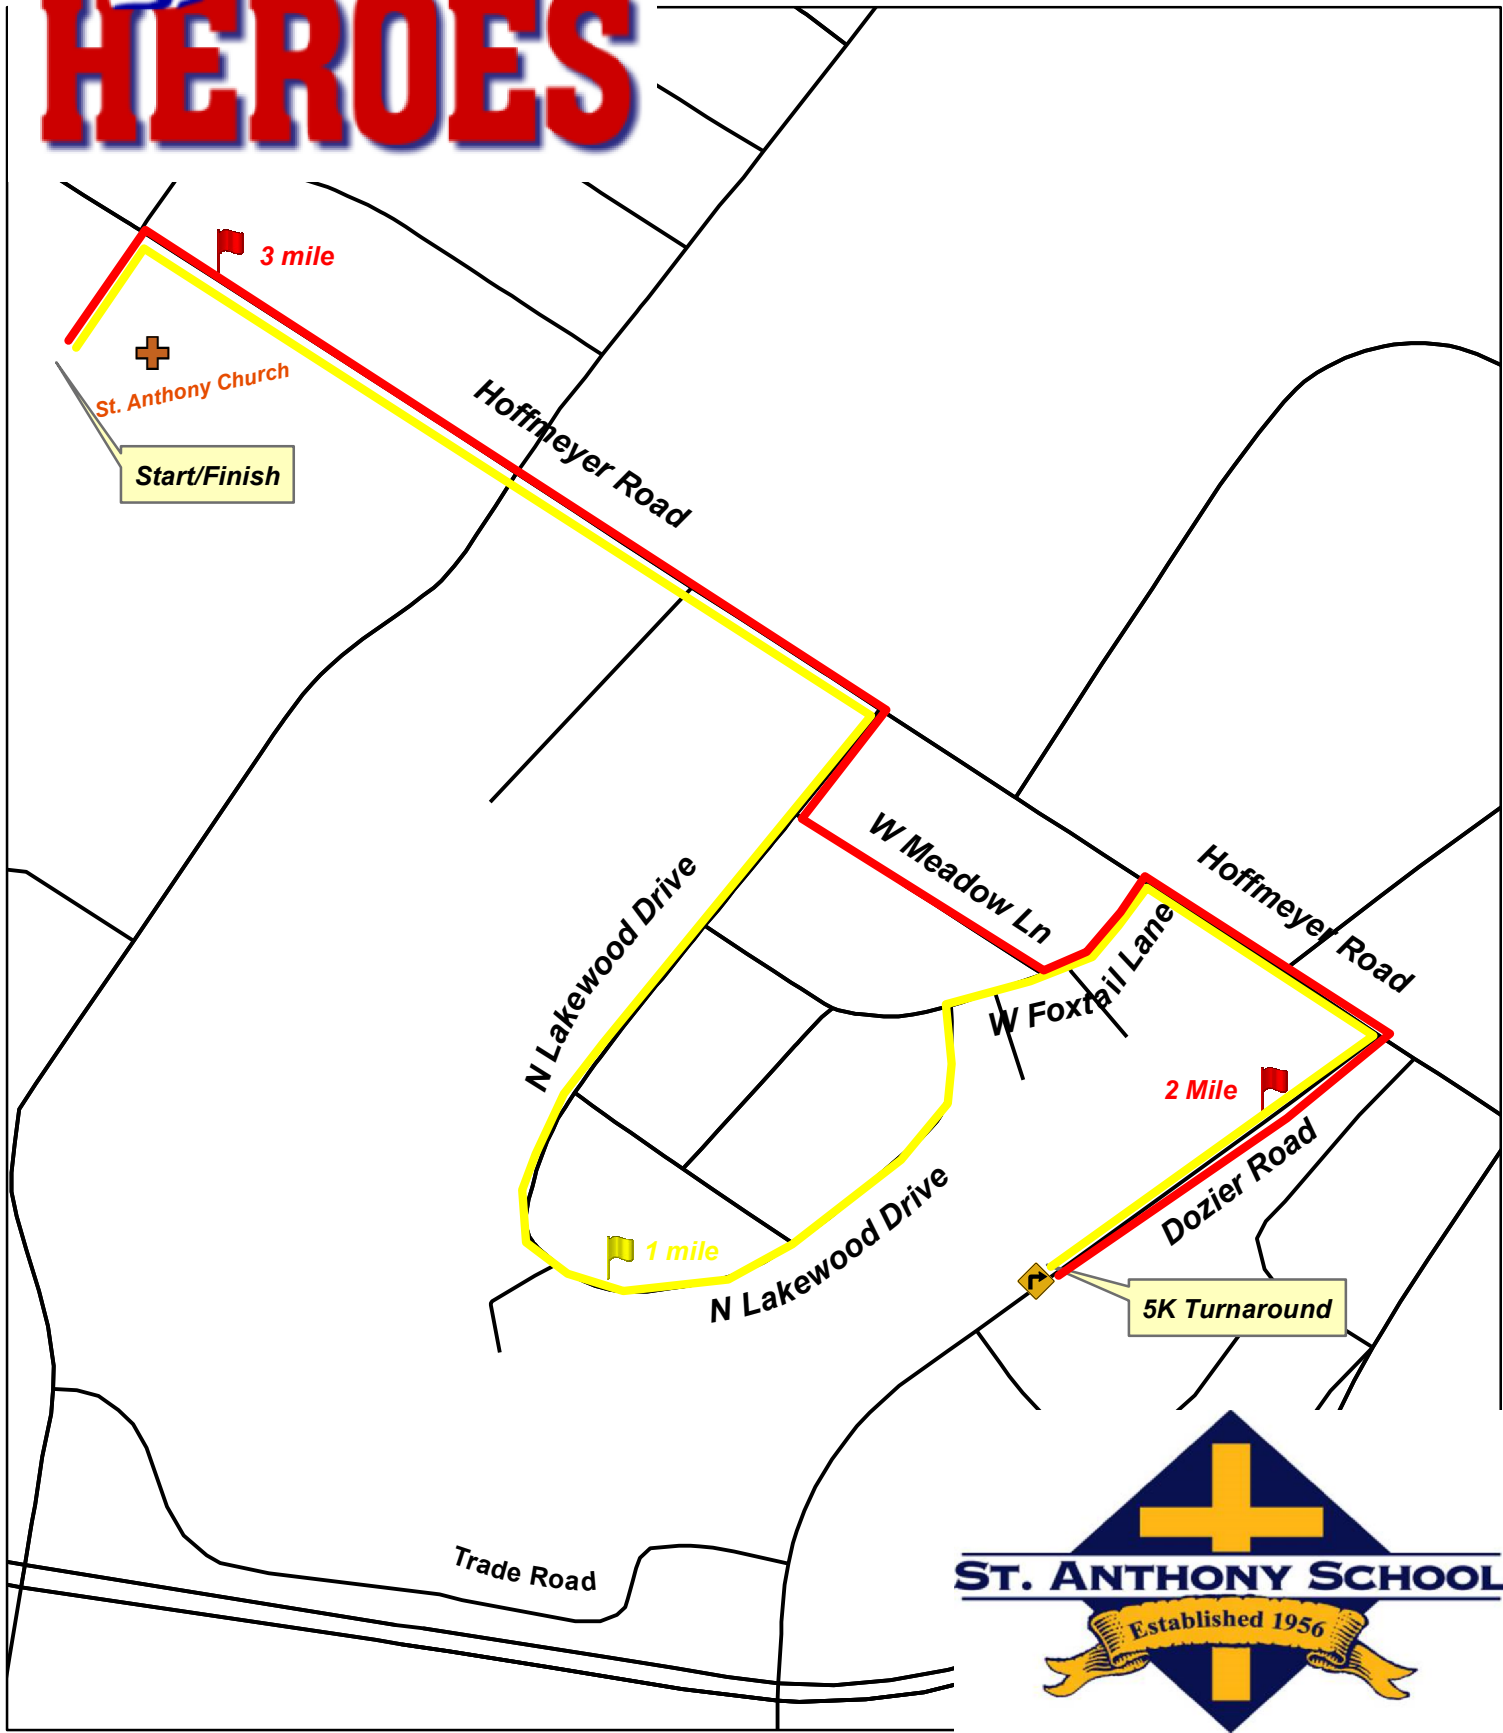 HEROES
3 mile
St. Anthony Church
Start/Finish
Hoffmeyer Road
W Meadow Ln
Hoffmeyer Road
N Lakewood Drive
W Foxtail Lane
2 Mile
Dozier Road
1 mile
N Lakewood Drive
5K Turnaround
Trade Road
ST. ANTHONY SCHOOL
Established 1956